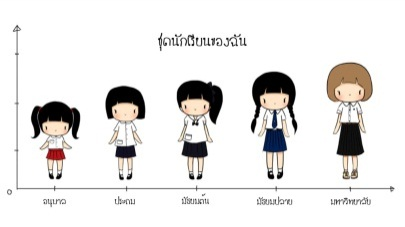 ชุดนักเรียนของฉัน
0
อนุบาล
ประถม
มัธยมต้น
มัธยมปลาย
มหาวิทยาลัย